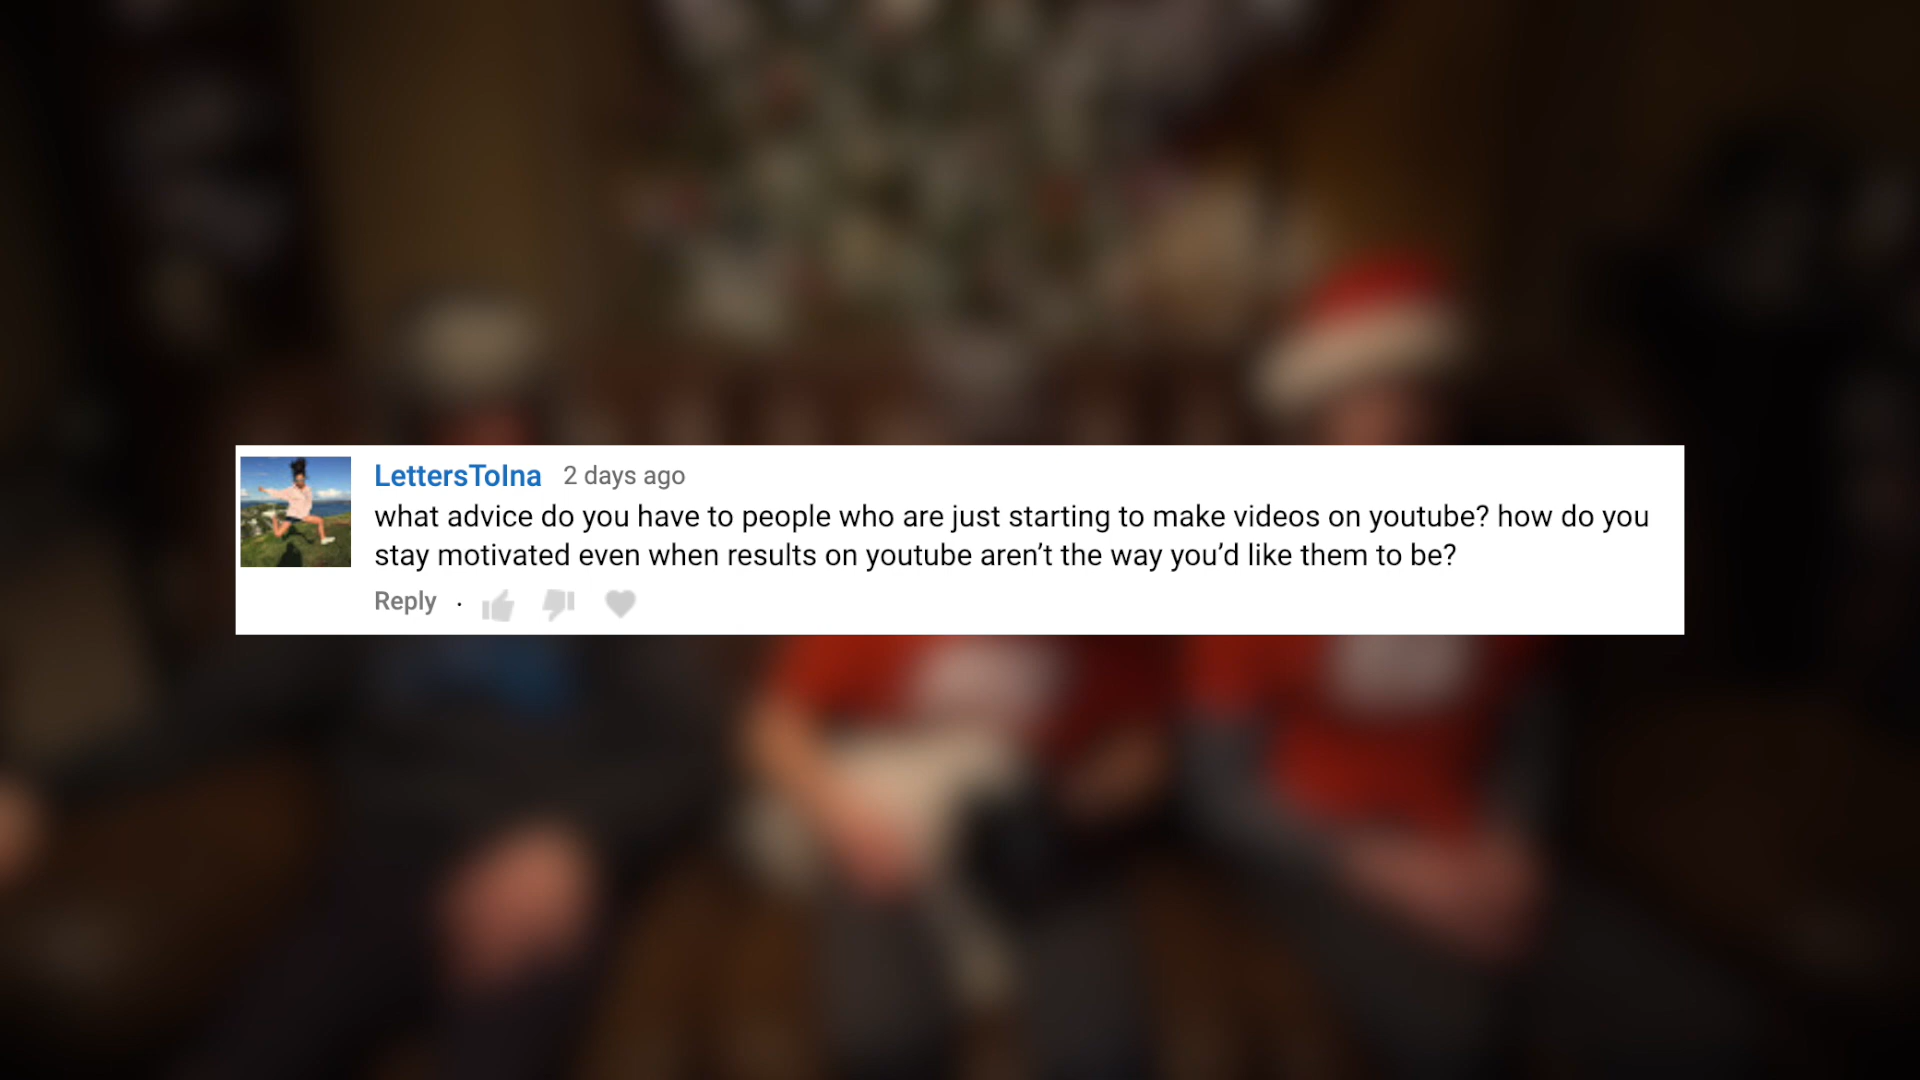 LettersToIna 2 days ago
what advice do you have to people who are just starting to make videos on youtube? how do you
stay motivated even when results on youtube aren’t the way you’d like them to be?
Reply ·